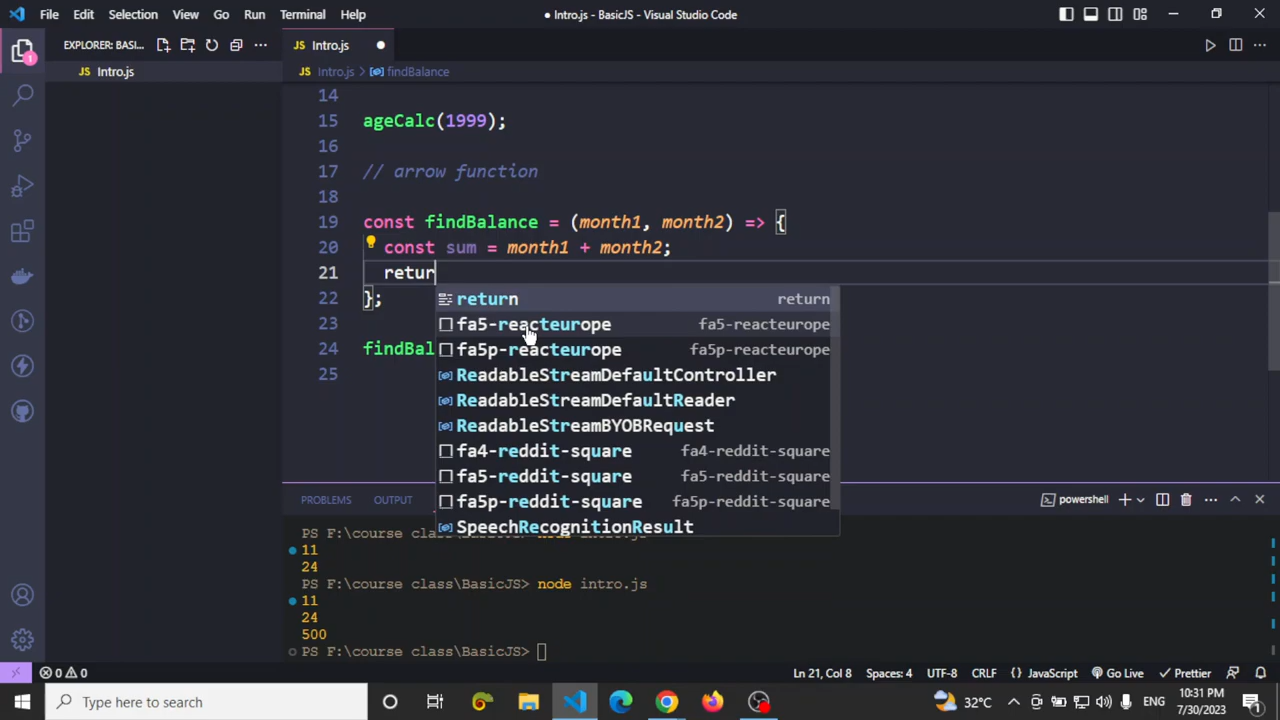 File Edit Selection View Go Run Terminal Help
● Intro.js - BasicJS - Visual Studio Code
EXPLORER: BASI...
JS Intro.js ●
1
JS Intro.js
JS Intro.js > findBalance
14
15 ageCalc(1999);
16
17 // arrow function
18
19 const findBalance = (month1, month2) => {
20 const sum = month1 + month2;
21 retur
return return
22 };
fa5-reacteurope fa5-reacteurope
23
fa5p-reacteurope fa5p-reacteurope
24 findBal
ReadableStreamDefaultController
25
ReadableStreamDefaultReader
ReadableStreamBYOBRequest
fa4-reddit-square fa4-reddit-square
fa5-reddit-square fa5-reddit-square
fa5p-reddit-square fa5p-reddit-square
SpeechRecognitionResult
PROBLEMS OUTPUT
powershell
PS F:\course class\BasicJS> node intro.js
11
24
PS F:\course class\BasicJS> node intro.js
11
24
500
PS F:\course class\BasicJS>
0 0
Ln 21, Col 8 Spaces: 4 UTF-8 CRLF {} JavaScript Go Live Prettier
Type here to search
32°C ENG
10:31 PM
7/30/2023
1